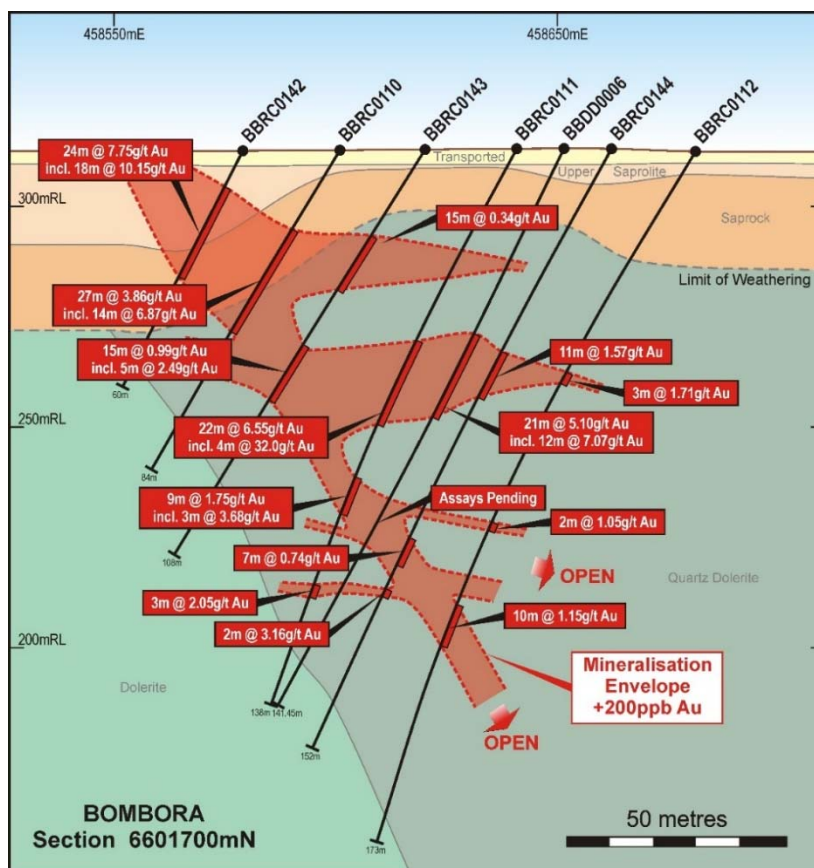 458550mE
458650mE
BBRC0142
BBRC0110
BBRC0143
BBRC0111
BBDD0006
BBRC0144
BBRC0112
24m @ 7.75g/t Au
incl. 18m @ 10.15g/t Au
Transported
Upper Saprolite
300mRL
15m @ 0.34g/t Au
Saprock
Limit of Weathering
27m @ 3.86g/t Au
incl. 14m @ 6.87g/t Au
15m @ 0.99g/t Au
incl. 5m @ 2.49g/t Au
11m @ 1.57g/t Au
3m @ 1.71g/t Au
60m
250mRL
22m @ 6.55g/t Au
incl. 4m @ 32.0g/t Au
21m @ 5.10g/t Au
incl. 12m @ 7.07g/t Au
84m
9m @ 1.75g/t Au
incl. 3m @ 3.68g/t Au
Assays Pending
2m @ 1.05g/t Au
108m
7m @ 0.74g/t Au
OPEN
Quartz Dolerite
3m @ 2.05g/t Au
2m @ 3.16g/t Au
10m @ 1.15g/t Au
200mRL
Dolerite
Mineralisation
Envelope
+200ppb Au
138m
141.45m
OPEN
152m
BOMBORA
Section 6601700mN
50 metres
173m